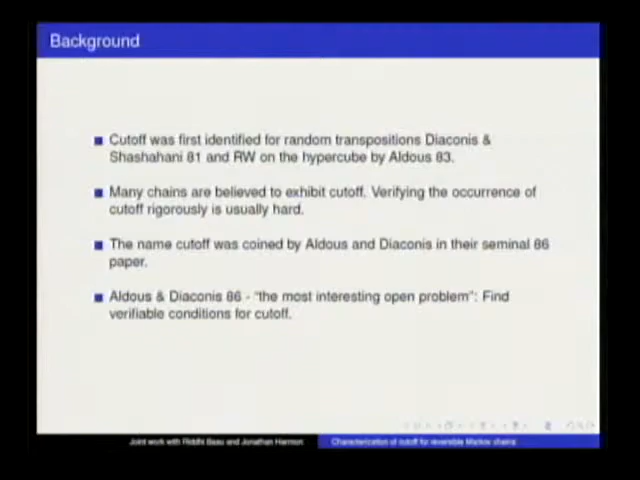 Background
Cutoff was first identified for random transpositions Diaconis &
Shashahani 81 and RW on the hypercube by Aldous 83.
Many chains are believed to exhibit cutoff. Verifying the occurrence of
cutoff rigorously is usually hard.
The name cutoff was coined by Aldous and Diaconis in their seminal 86
paper.
Aldous & Diaconis 86 - "the most interesting open problem": Find
verifiable conditions for cutoff.
Joint work with Riddhi Basu and Jonathan Hermon
Characterization of cutoff for reversible Markov chains